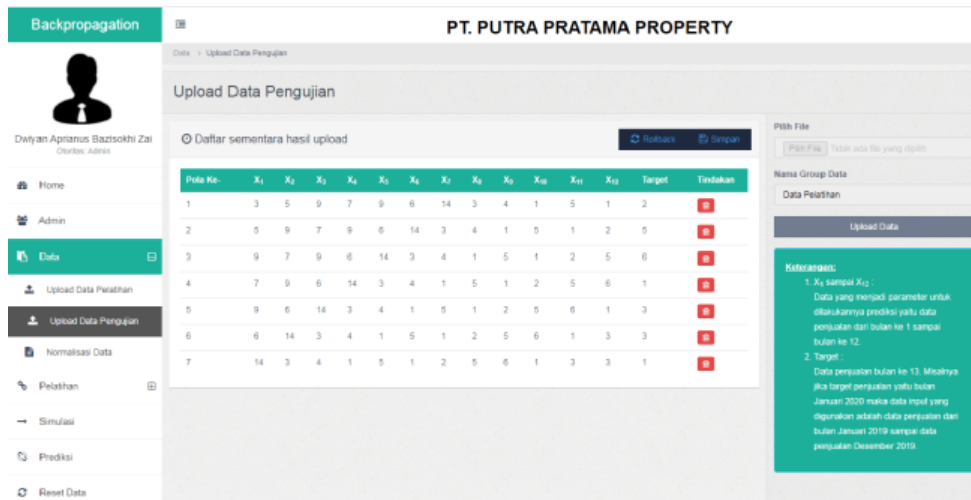 Backpropagation
PT. PUTRA PRATAMA PROPERTY
Data > Upload Data Pengujian
Dwiyan Aprianus Bazisokhi Zai
Otoritas: Admin
Home
Admin
Data
Upload Data Pelatihan
Upload Data Pengujian
Normalisasi Data
Pelatihan
Simulasi
Prediksi
Reset Data
Upload Data Pengujian
Daftar sementara hasil upload
Rollback Simpan
Pola Ke- X₁ X₂ X₃ X₄ X₅ X₆ X₇ X₈ X₉ X₁₀ X₁₁ X₁₂ Target Tindakan
1 3 5 9 7 9 6 14 3 4 1 5 1 2
2 5 9 7 9 6 14 3 4 1 5 1 2 5
3 9 7 9 6 14 3 4 1 5 1 2 5 6
4 7 9 6 14 3 4 1 5 1 2 5 6 1
5 9 6 14 3 4 1 5 1 2 5 6 1 3
6 6 14 3 4 1 5 1 2 5 6 1 3 3
7 14 3 4 1 5 1 2 5 6 1 3 3 1
Pilih File
Pilih File Tidak ada file yang dipilih
Nama Group Data
Data Pelatihan
Upload Data
Keterangan:
1. X₁ sampai X₁₂ :
Data yang menjadi parameter untuk
dilakukannya prediksi yaitu data
penjualan dari bulan ke 1 sampai
bulan ke 12.
2. Target :
Data penjualan bulan ke 13. Misalnya
jika target penjualan yaitu bulan
Januari 2020 maka data input yang
digunakan adalah data penjualan dari
bulan Januari 2019 sampai data
penjualan Desember 2019.